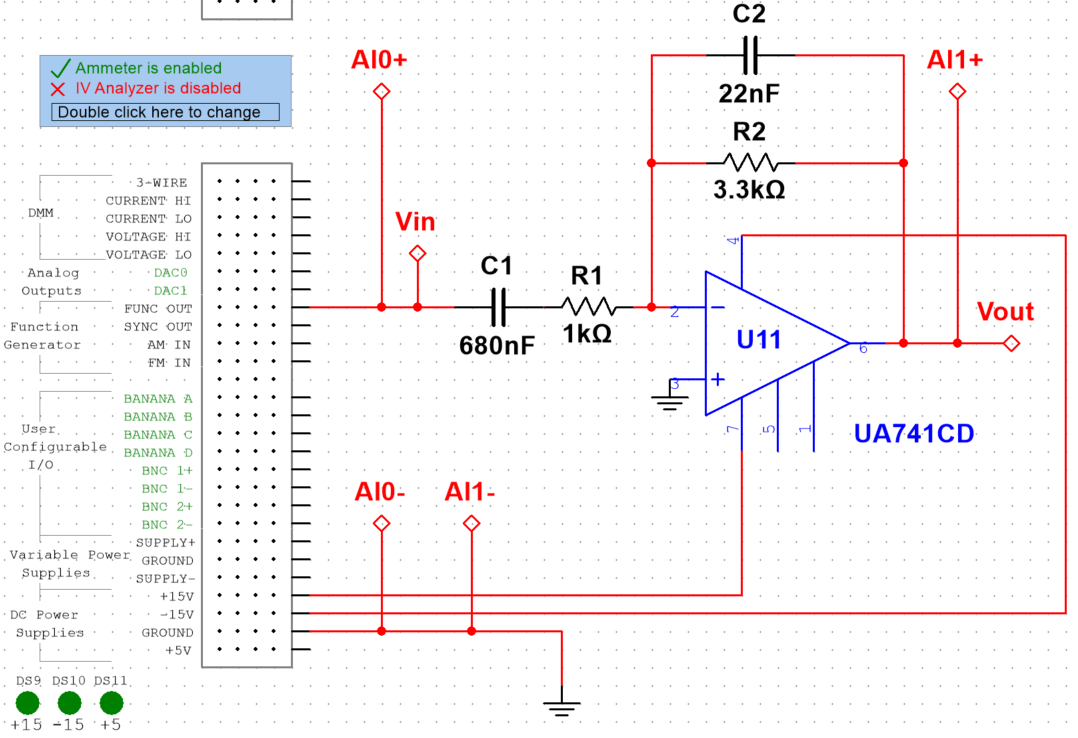 C2
22nF
R2
3.3kΩ
AI0+
AI1+
Ammeter is enabled
IV Analyzer is disabled
Double click here to change
Vin
C1
680nF
R1
1kΩ
4
2
3
6
7
5
1
U11
UA741CD
Vout
AI0-
AI1-
DMM
3-WIRE
CURRENT HI
CURRENT LO
VOLTAGE HI
VOLTAGE LO
Analog
Outputs
DAC0
DAC1
Function
Generator
FUNC OUT
SYNC OUT
AM IN
FM IN
User
Configurable
I/O
BANANA A
BANANA B
BANANA C
BANANA D
BNC 1+
BNC 1-
BNC 2+
BNC 2-
Variable Power
Supplies
SUPPLY+
GROUND
SUPPLY-
DC Power
Supplies
+15V
-15V
GROUND
+5V
DS9 DS10 DS11
+15 -15 +5